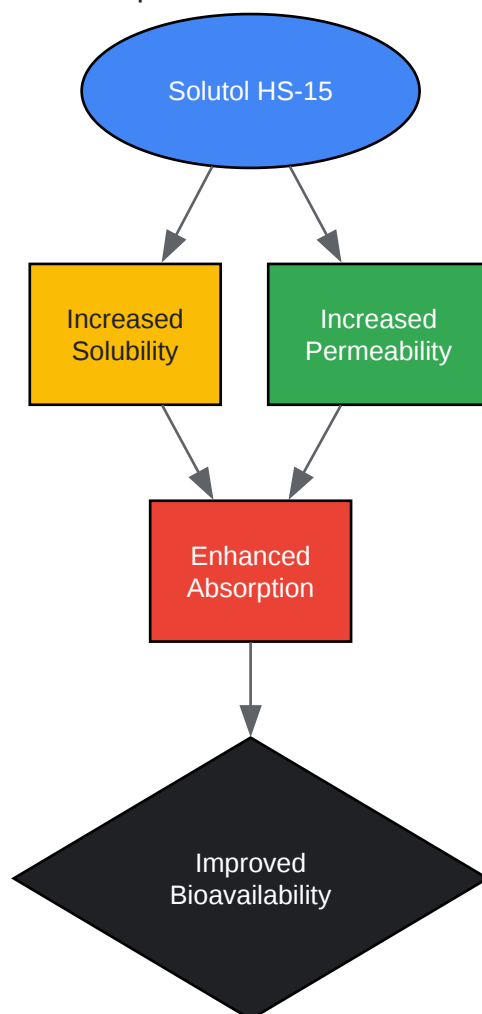 Solutol HS-15
Increased
Solubility
Increased
Permeability
Enhanced
Absorption
Improved
Bioavailability